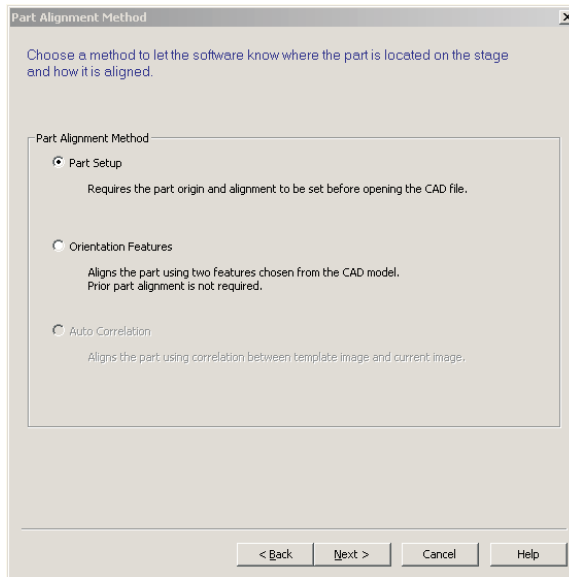 Part Alignment Method
Choose a method to let the software know where the part is located on the stage
and how it is aligned.
Part Alignment Method
Part Setup
Requires the part origin and alignment to be set before opening the CAD file.
Orientation Features
Aligns the part using two features chosen from the CAD model.
Prior part alignment is not required.
Auto Correlation
Aligns the part using correlation between template image and current image.
< Back
Next >
Cancel
Help